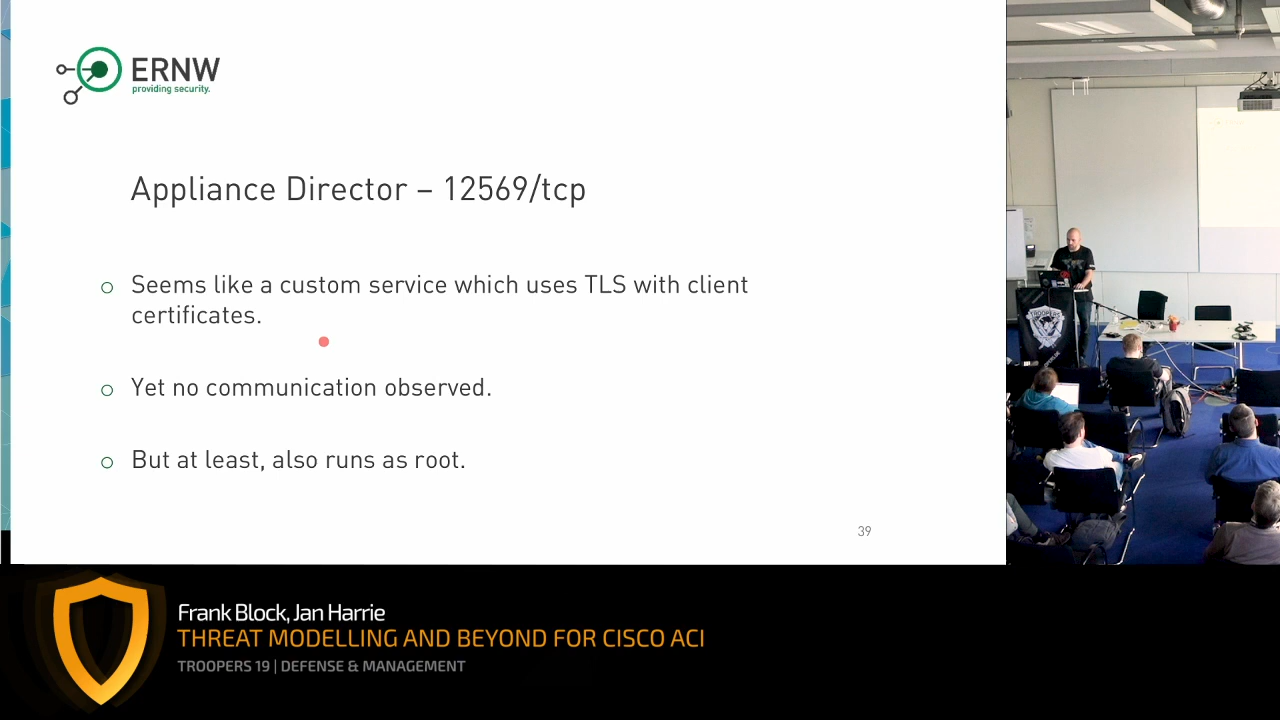 ERNW
providing security.
Appliance Director – 12569/tcp
Seems like a custom service which uses TLS with client
certificates.
Yet no communication observed.
But at least, also runs as root.
39
TROOPERS
Frank Block, Jan Harrie
THREAT MODELLING AND BEYOND FOR CISCO ACI
TROOPERS 19 | DEFENSE & MANAGEMENT